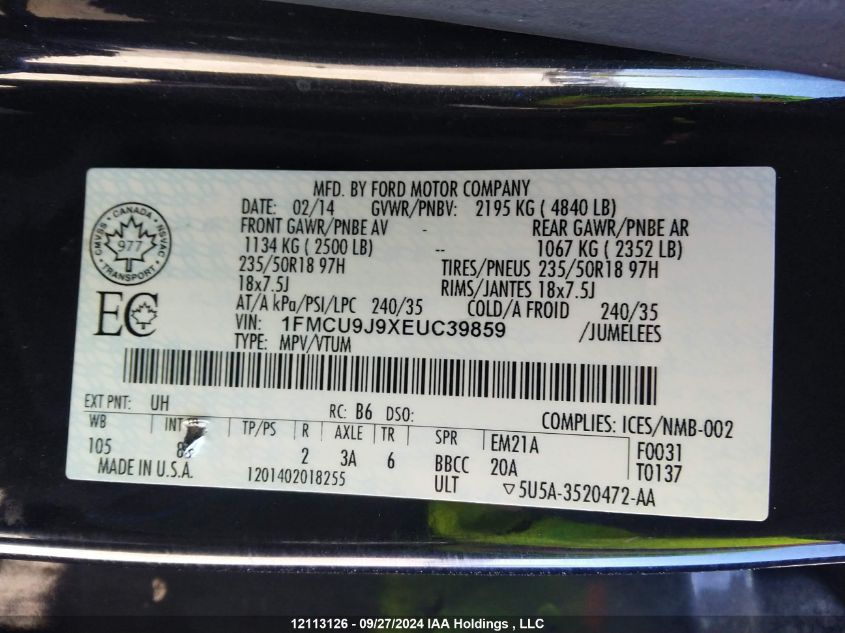 MFD. BY FORD MOTOR COMPANY
DATE: 02/14 GVWR/PNBV: 2195 KG ( 4840 LB)
FRONT GAWR/PNBE AV - REAR GAWR/PNBE AR
1134 KG ( 2500 LB) -- 1067 KG ( 2352 LB)
235/50R18 97H TIRES/PNEUS 235/50R18 97H
18x7.5J RIMS/JANTES 18x7.5J
AT/A kPa/PSI/LPC 240/35 COLD/A FROID 240/35
VIN: 1FMCU9J9XEUC39859 /JUMELEES
TYPE: MPV/VTUM
CANADA
CMVSS 977 NSVAC
TRANSPORT
EC
EXT PNT: UH RC: B6 DSO: COMPLIES: ICES/NMB-002
WB INT TP/PS R AXLE TR SPR EM21A F0031
105 2 3A 6 BBCC 20A T0137
MADE IN U.S.A. 1201402018255 ULT ▽5U5A-3520472-AA
12113126 - 09/27/2024 IAA Holdings , LLC